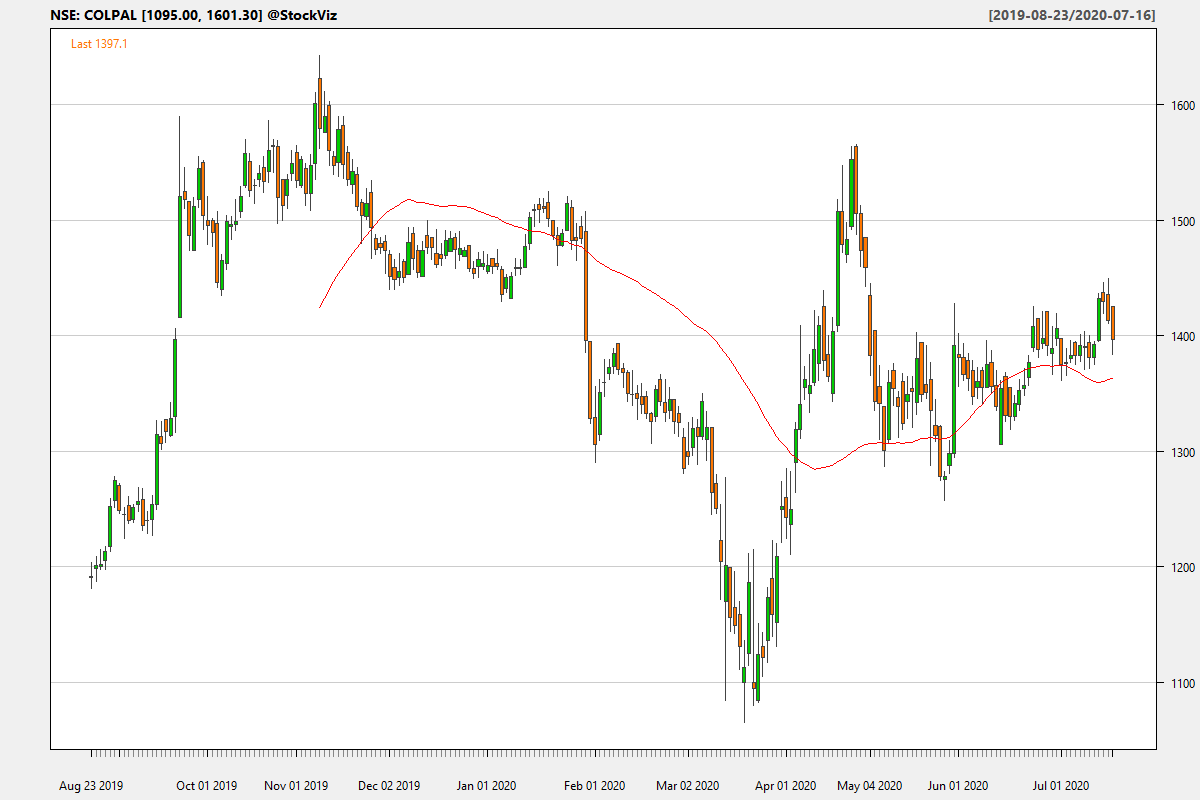 NSE: COLPAL [1095.00, 1601.30] @StockViz
[2019-08-23/2020-07-16]
Last 1397.1
1600
1500
1400
1300
1200
1100
Aug 23 2019 Oct 01 2019 Nov 01 2019 Dec 02 2019 Jan 01 2020 Feb 01 2020 Mar 02 2020 Apr 01 2020 May 04 2020 Jun 01 2020 Jul 01 2020